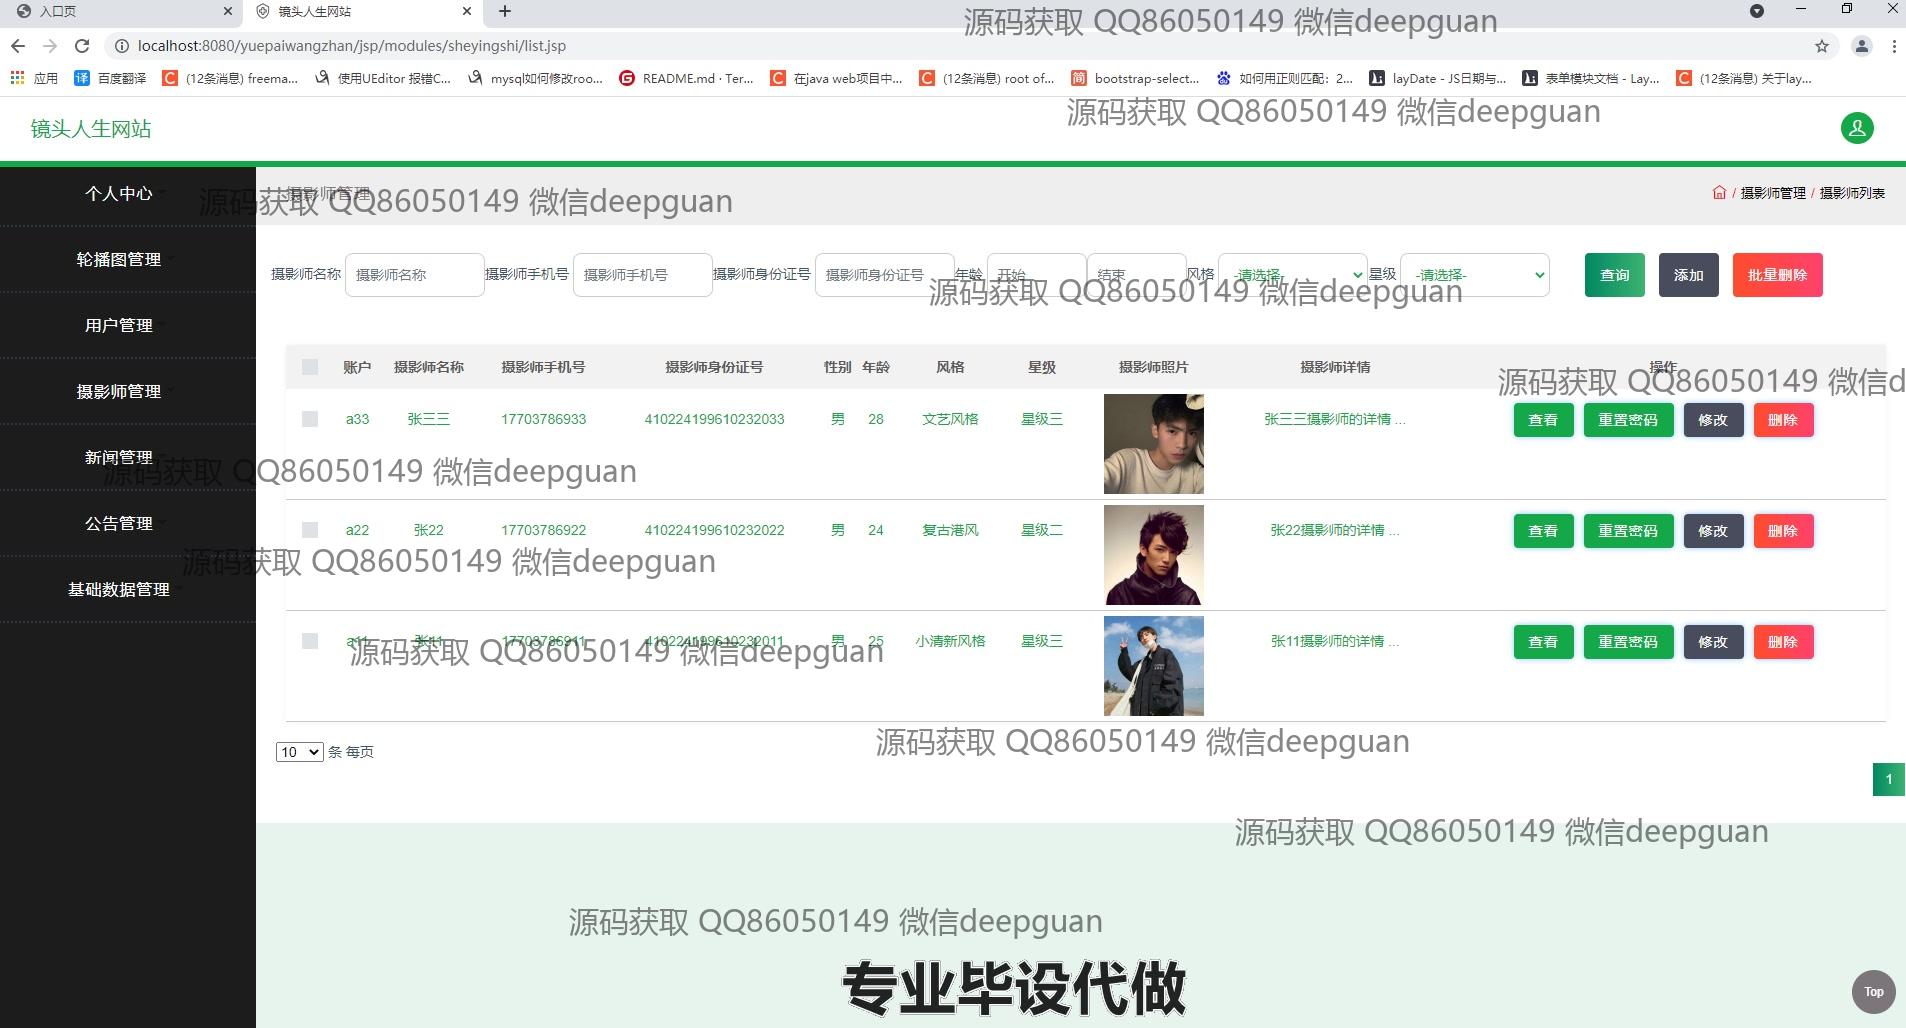 入口页
镜头人生网站
源码获取 QQ86050149 微信deepguan
localhost:8080/yuepaiwangzhan/jsp/modules/sheyingshi/list.jsp
应用
百度翻译
(12条消息) freema...
使用UEditor 报错C...
mysql如何修改roo...
README.md · Ter...
在java web项目中...
(12条消息) root of...
bootstrap-select...
如何用正则匹配：2...
layDate - JS日期与...
表单模块文档 - Lay...
(12条消息) 关于lay...
源码获取 QQ86050149 微信deepguan
镜头人生网站
个人中心
摄影师管理
/ 摄影师管理 / 摄影师列表
源码获取 QQ86050149 微信deepguan
轮播图管理
摄影师名称 摄影师名称 摄影师手机号 摄影师手机号 摄影师身份证号 摄影师身份证号 年龄 开始 结束 风格 -请选择- 星级 -请选择- 查询 添加 批量删除
源码获取 QQ86050149 微信deepguan
用户管理
账户 摄影师名称 摄影师手机号 摄影师身份证号 性别 年龄 风格 星级 摄影师照片 摄影师详情 操作
源码获取 QQ86050149 微信d
摄影师管理
a33 张三三 17703786933 410224199610232033 男 28 文艺风格 星级三 张三三摄影师的详情 ... 查看 重置密码 修改 删除
新闻管理
源码获取 QQ86050149 微信deepguan
公告管理
a22 张22 17703786922 410224199610232022 男 24 复古港风 星级二 张22摄影师的详情 ... 查看 重置密码 修改 删除
源码获取 QQ86050149 微信deepguan
基础数据管理
a11 张11 17703786911 410224199610232011 男 25 小清新风格 星级三 张11摄影师的详情 ... 查看 重置密码 修改 删除
源码获取 QQ86050149 微信deepguan
源码获取 QQ86050149 微信deepguan
10 条 每页
1
源码获取 QQ86050149 微信deepguan
源码获取 QQ86050149 微信deepguan
专业毕设代做
Top